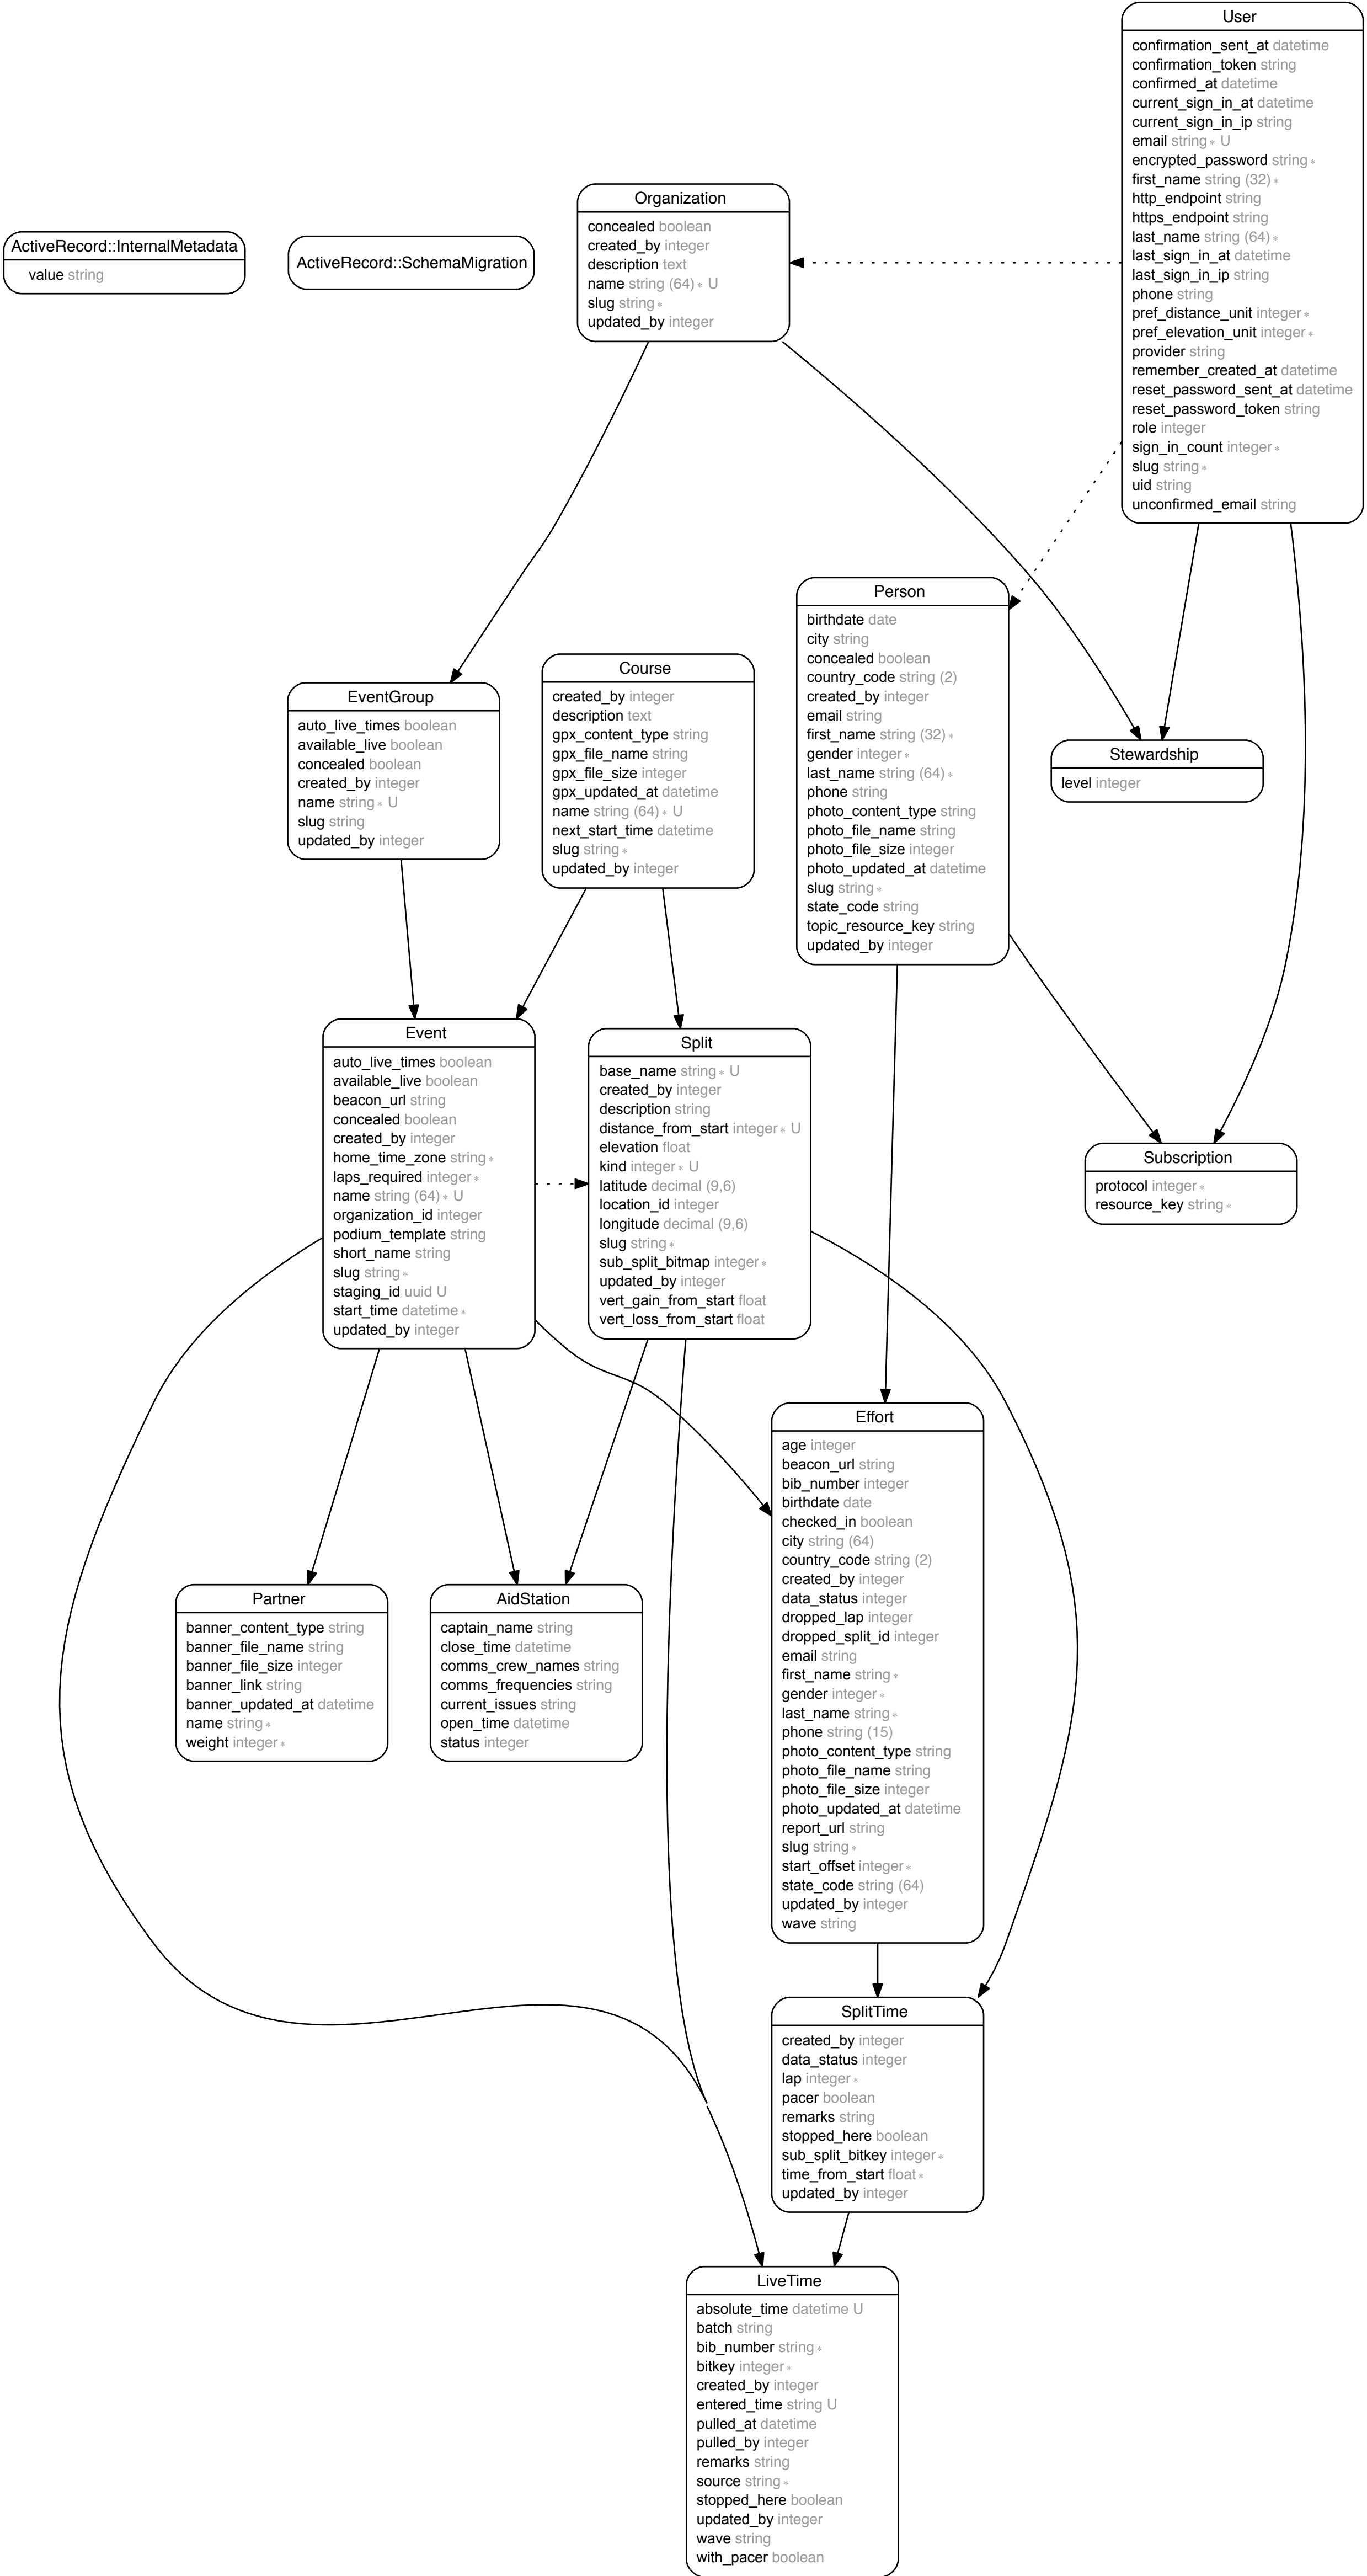 User
confirmation_sent_at datetime
confirmation_token string
confirmed_at datetime
current_sign_in_at datetime
current_sign_in_ip string
email string∗ U
encrypted_password string∗
first_name string (32)∗
http_endpoint string
https_endpoint string
last_name string (64)∗
last_sign_in_at datetime
last_sign_in_ip string
phone string
pref_distance_unit integer∗
pref_elevation_unit integer∗
provider string
remember_created_at datetime
reset_password_sent_at datetime
reset_password_token string
role integer
sign_in_count integer∗
slug string∗
uid string
unconfirmed_email string
Organization
concealed boolean
created_by integer
description text
name string (64)∗ U
slug string∗
updated_by integer
ActiveRecord::InternalMetadata
value string
ActiveRecord::SchemaMigration
Person
birthdate date
city string
concealed boolean
country_code string (2)
created_by integer
email string
first_name string (32)∗
gender integer∗
last_name string (64)∗
phone string
photo_content_type string
photo_file_name string
photo_file_size integer
photo_updated_at datetime
slug string∗
state_code string
topic_resource_key string
updated_by integer
Course
created_by integer
description text
gpx_content_type string
gpx_file_name string
gpx_file_size integer
gpx_updated_at datetime
name string (64)∗ U
next_start_time datetime
slug string∗
updated_by integer
EventGroup
auto_live_times boolean
available_live boolean
concealed boolean
created_by integer
name string∗ U
slug string
updated_by integer
Stewardship
level integer
Event
auto_live_times boolean
available_live boolean
beacon_url string
concealed boolean
created_by integer
home_time_zone string∗
laps_required integer∗
name string (64)∗ U
organization_id integer
podium_template string
short_name string
slug string∗
staging_id uuid U
start_time datetime∗
updated_by integer
Split
base_name string∗ U
created_by integer
description string
distance_from_start integer∗ U
elevation float
kind integer∗ U
latitude decimal (9,6)
location_id integer
longitude decimal (9,6)
slug string∗
sub_split_bitmap integer∗
updated_by integer
vert_gain_from_start float
vert_loss_from_start float
Subscription
protocol integer∗
resource_key string∗
Effort
age integer
beacon_url string
bib_number integer
birthdate date
checked_in boolean
city string (64)
country_code string (2)
created_by integer
data_status integer
dropped_lap integer
dropped_split_id integer
email string
first_name string∗
gender integer∗
last_name string∗
phone string (15)
photo_content_type string
photo_file_name string
photo_file_size integer
photo_updated_at datetime
report_url string
slug string∗
start_offset integer∗
state_code string (64)
updated_by integer
wave string
Partner
banner_content_type string
banner_file_name string
banner_file_size integer
banner_link string
banner_updated_at datetime
name string∗
weight integer∗
AidStation
captain_name string
close_time datetime
comms_crew_names string
comms_frequencies string
current_issues string
open_time datetime
status integer
SplitTime
created_by integer
data_status integer
lap integer∗
pacer boolean
remarks string
stopped_here boolean
sub_split_bitkey integer∗
time_from_start float∗
updated_by integer
LiveTime
absolute_time datetime U
batch string
bib_number string∗
bitkey integer∗
created_by integer
entered_time string U
pulled_at datetime
pulled_by integer
remarks string
source string∗
stopped_here boolean
updated_by integer
wave string
with_pacer boolean